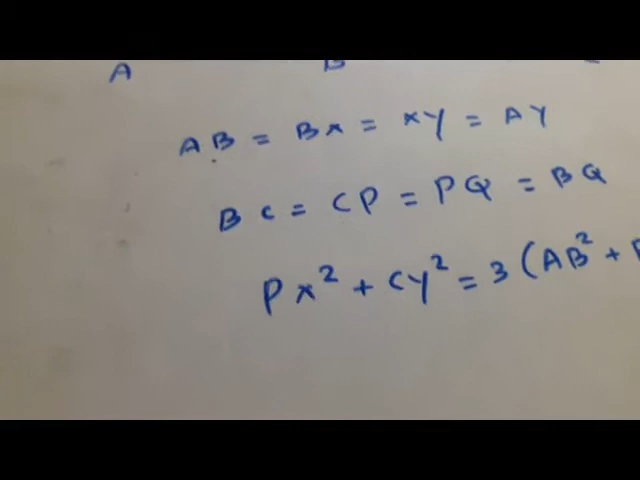 A B
AB = BX = XY = AY
BC = CP = PQ = BQ
PX² + CY² = 3 (AB² +